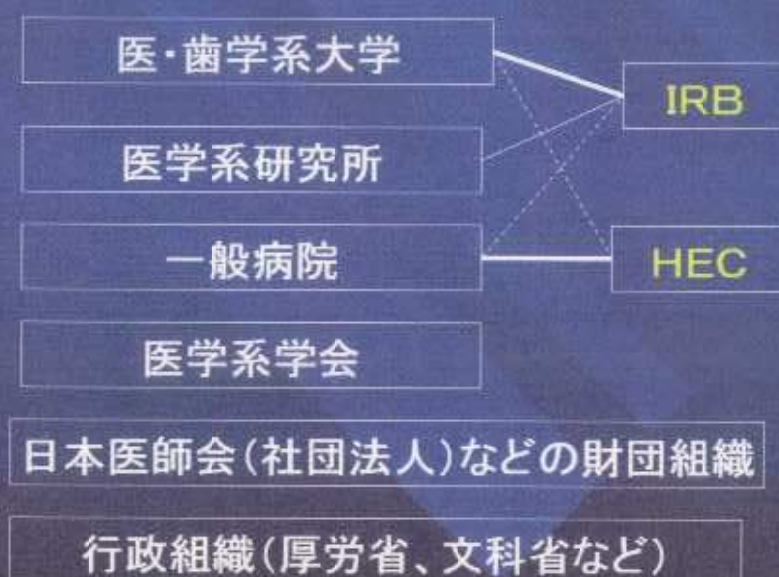 医・歯学系大学
IRB
医学系研究所
一般病院
HEC
医学系学会
日本医師会(社団法人)などの財団組織
行政組織(厚労省、文科省など)